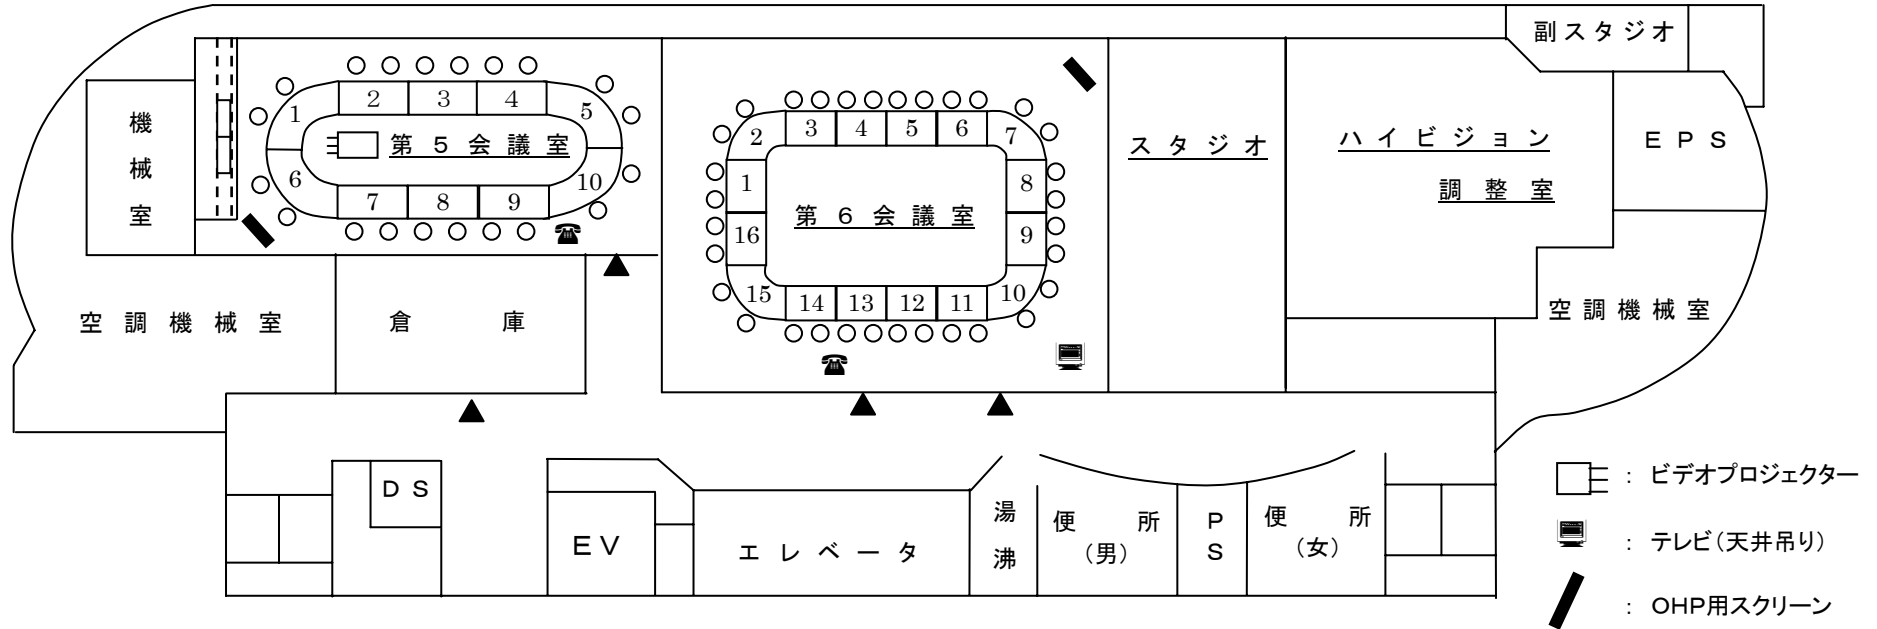 副スタジオ
機械室
1
2
3
4
5
第５会議室
6
7
8
9
10
2
3
4
5
6
7
1
8
第６会議室
16
9
15
14
13
12
11
10
スタジオ
ハイビジョン
調整室
ＥＰＳ
空調機械室
倉庫
空調機械室
ＤＳ
ＥＶ
エレベータ
湯沸
便所
（男）
ＰＳ
便所
（女）
：ビデオプロジェクター
：テレビ（天井吊り）
：ＯＨＰ用スクリーン